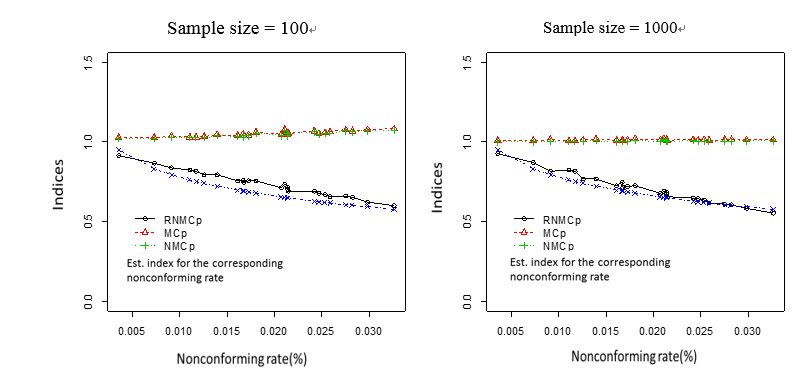 Sample size = 100↵
1.5
1.0
0.5
0.0
Indices
RNMCp
MCp
NMCp
Est. index for the corresponding
nonconforming rate
0.005 0.010 0.015 0.020 0.025 0.030
Nonconforming rate(%)
Sample size = 1000↵
1.5
1.0
0.5
0.0
Indices
RNMCp
MCp
NMCp
Est. index for the corresponding
nonconforming rate
0.005 0.010 0.015 0.020 0.025 0.030
Nonconforming rate(%)